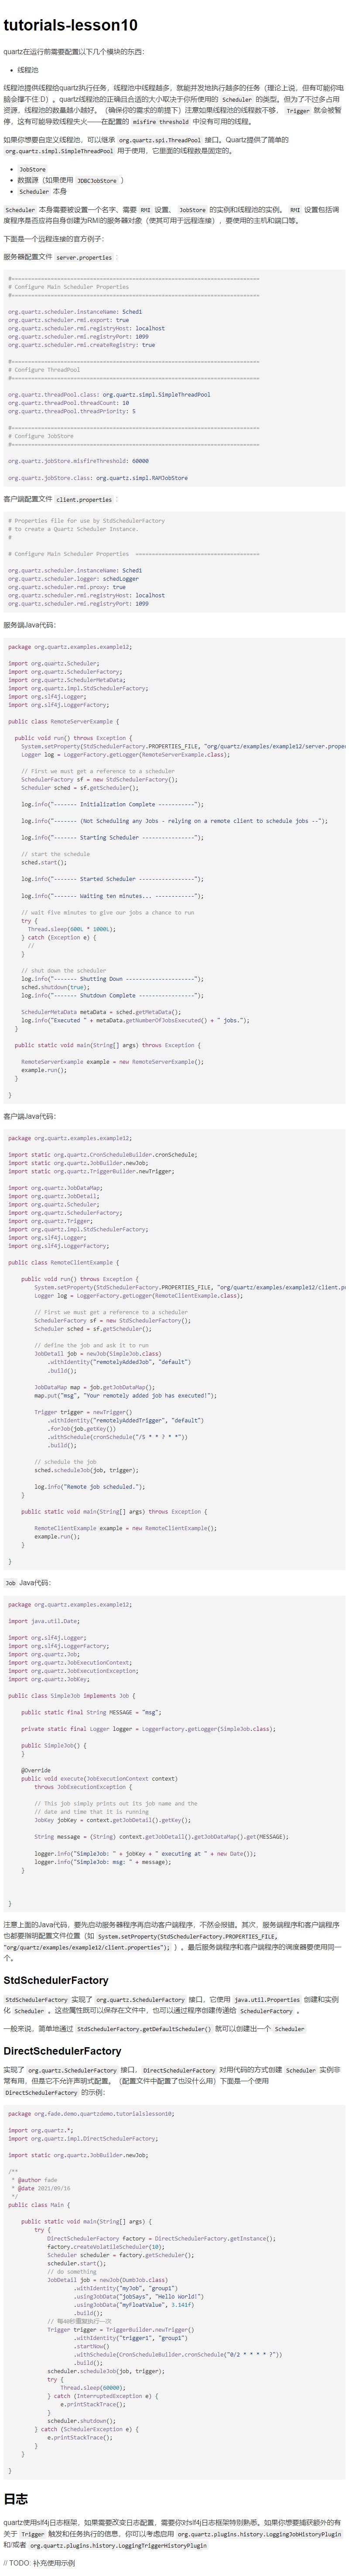 tutorials-lesson10
quartz在运行前需要配置以下几个模块的东西：
• 线程池
线程池提供线程给quartz执行任务，线程池中线程越多，就能并发地执行越多的任务（理论上说，但有可能你电
脑会撑不住:D）。quartz线程池的正确且合适的大小取决于你所使用的 Scheduler 的类型。但为了不过多占用
资源，线程池的数量越小越好。（确保你的需求的前提下）注意如果线程池的线程数不够， Trigger 就会被暂
停，这有可能导致线程天火——在配置的 misfire threshold 中没有可用的线程。
如果你想要自定义线程池，可以继承 org.quartz.spi.ThreadPool 接口。Quartz提供了简单的
org.quartz.simpl.SimpleThreadPool 用于使用，它里面的线程数是固定的。
• JobStore
• 数据源（如果使用 JDBCJobStore ）
• Scheduler 本身
Scheduler 本身需要被设置一个名字，需要 RMI 设置， JobStore 的实例和线程池的实例。 RMI 设置包括调
度程序是否应将自身创建为RMI的服务器对象（使其可用于远程连接），要使用的主机和端口等。
下面是一个远程连接的官方例子：
服务器配置文件 server.properties ：
#============================================================================
# Configure Main Scheduler Properties
#============================================================================
org.quartz.scheduler.instanceName: Sched1
org.quartz.scheduler.rmi.export: true
org.quartz.scheduler.rmi.registryHost: localhost
org.quartz.scheduler.rmi.registryPort: 1099
org.quartz.scheduler.rmi.createRegistry: true
#============================================================================
# Configure ThreadPool
#============================================================================
org.quartz.threadPool.class: org.quartz.simpl.SimpleThreadPool
org.quartz.threadPool.threadCount: 10
org.quartz.threadPool.threadPriority: 5
#============================================================================
# Configure JobStore
#============================================================================
org.quartz.jobStore.misfireThreshold: 60000
org.quartz.jobStore.class: org.quartz.simpl.RAMJobStore
客户端配置文件 client.properties ：
# Properties file for use by StdSchedulerFactory
# to create a Quartz Scheduler Instance.
#
# Configure Main Scheduler Properties ======================================
org.quartz.scheduler.instanceName: Sched1
org.quartz.scheduler.logger: schedLogger
org.quartz.scheduler.rmi.proxy: true
org.quartz.scheduler.rmi.registryHost: localhost
org.quartz.scheduler.rmi.registryPort: 1099
服务端Java代码：
package org.quartz.examples.example12;
import org.quartz.Scheduler;
import org.quartz.SchedulerFactory;
import org.quartz.SchedulerMetaData;
import org.quartz.impl.StdSchedulerFactory;
import org.slf4j.Logger;
import org.slf4j.LoggerFactory;
public class RemoteServerExample {
public void run() throws Exception {
System.setProperty(StdSchedulerFactory.PROPERTIES_FILE, "org/quartz/examples/example12/server.proper
Logger log = LoggerFactory.getLogger(RemoteServerExample.class);
// First we must get a reference to a scheduler
SchedulerFactory sf = new StdSchedulerFactory();
Scheduler sched = sf.getScheduler();
log.info("------- Initialization Complete -----------");
log.info("------- (Not Scheduling any Jobs - relying on a remote client to schedule jobs --");
log.info("------- Starting Scheduler ----------------");
// start the schedule
sched.start();
log.info("------- Started Scheduler -----------------");
log.info("------- Waiting ten minutes... ------------");
// wait five minutes to give our jobs a chance to run
try {
Thread.sleep(600L * 1000L);
} catch (Exception e) {
//
}
// shut down the scheduler
log.info("------- Shutting Down ---------------------");
sched.shutdown(true);
log.info("------- Shutdown Complete -----------------");
SchedulerMetaData metaData = sched.getMetaData();
log.info("Executed " + metaData.getNumberOfJobsExecuted() + " jobs.");
}
public static void main(String[] args) throws Exception {
RemoteServerExample example = new RemoteServerExample();
example.run();
}
}
客户端Java代码：
package org.quartz.examples.example12;
import static org.quartz.CronScheduleBuilder.cronSchedule;
import static org.quartz.JobBuilder.newJob;
import static org.quartz.TriggerBuilder.newTrigger;
import org.quartz.JobDataMap;
import org.quartz.JobDetail;
import org.quartz.Scheduler;
import org.quartz.SchedulerFactory;
import org.quartz.Trigger;
import org.quartz.impl.StdSchedulerFactory;
import org.slf4j.Logger;
import org.slf4j.LoggerFactory;
public class RemoteClientExample {
public void run() throws Exception {
System.setProperty(StdSchedulerFactory.PROPERTIES_FILE, "org/quartz/examples/example12/client.pr
Logger log = LoggerFactory.getLogger(RemoteClientExample.class);
// First we must get a reference to a scheduler
SchedulerFactory sf = new StdSchedulerFactory();
Scheduler sched = sf.getScheduler();
// define the job and ask it to run
JobDetail job = newJob(SimpleJob.class)
.withIdentity("remotelyAddedJob", "default")
.build();
JobDataMap map = job.getJobDataMap();
map.put("msg", "Your remotely added job has executed!");
Trigger trigger = newTrigger()
.withIdentity("remotelyAddedTrigger", "default")
.forJob(job.getKey())
.withSchedule(cronSchedule("/5 * * ? * *"))
.build();
// schedule the job
sched.scheduleJob(job, trigger);
log.info("Remote job scheduled.");
}
public static void main(String[] args) throws Exception {
RemoteClientExample example = new RemoteClientExample();
example.run();
}
}
Job Java代码：
package org.quartz.examples.example12;
import java.util.Date;
import org.slf4j.Logger;
import org.slf4j.LoggerFactory;
import org.quartz.Job;
import org.quartz.JobExecutionContext;
import org.quartz.JobExecutionException;
import org.quartz.JobKey;
public class SimpleJob implements Job {
public static final String MESSAGE = "msg";
private static final Logger logger = LoggerFactory.getLogger(SimpleJob.class);
public SimpleJob() {
}
@Override
public void execute(JobExecutionContext context)
throws JobExecutionException {
// This job simply prints out its job name and the
// date and time that it is running
JobKey jobKey = context.getJobDetail().getKey();
String message = (String) context.getJobDetail().getJobDataMap().get(MESSAGE);
logger.info("SimpleJob: " + jobKey + " executing at " + new Date());
logger.info("SimpleJob: msg: " + message);
}
}
注意上面的Java代码，要先启动服务器程序再启动客户端程序，不然会报错。其次，服务端程序和客户端程序
也都要指明配置文件位置（如 System.setProperty(StdSchedulerFactory.PROPERTIES_FILE,
"org/quartz/examples/example12/client.properties"); ）。最后服务端程序和客户端程序的调度器要使用同一
个。
StdSchedulerFactory
StdSchedulerFactory 实现了 org.quartz.SchedulerFactory 接口，它使用 java.util.Properties 创建和实例
化 Scheduler 。这些属性既可以保存在文件中，也可以通过程序创建传递给 SchedulerFactory 。
一般来说，简单地通过 StdSchedulerFactory.getDefaultScheduler() 就可以创建出一个 Scheduler
DirectSchedulerFactory
实现了 org.quartz.SchedulerFactory 接口， DirectSchedulerFactory 对用代码的方式创建 Scheduler 实例非
常有用，但是它不允许声明式配置。（配置文件中配置了也没什么用）下面是一个使用
DirectSchedulerFactory 的示例：
package org.fade.demo.quartzdemo.tutorialslesson10;
import org.quartz.*;
import org.quartz.impl.DirectSchedulerFactory;
import static org.quartz.JobBuilder.newJob;
/**
* @author fade
* @date 2021/09/16
*/
public class Main {
public static void main(String[] args) {
try {
DirectSchedulerFactory factory = DirectSchedulerFactory.getInstance();
factory.createVolatileScheduler(10);
Scheduler scheduler = factory.getScheduler();
scheduler.start();
// do something
JobDetail job = newJob(DumbJob.class)
.withIdentity("myJob", "group1")
.usingJobData("jobSays", "Hello World!")
.usingJobData("myFloatValue", 3.141f)
.build();
// 每40秒重复执行一次
Trigger trigger = TriggerBuilder.newTrigger()
.withIdentity("trigger1", "group1")
.startNow()
.withSchedule(CronScheduleBuilder.cronSchedule("0/2 * * * * ?"))
.build();
scheduler.scheduleJob(job, trigger);
try {
Thread.sleep(60000);
} catch (InterruptedException e) {
e.printStackTrace();
}
scheduler.shutdown();
} catch (SchedulerException e) {
e.printStackTrace();
}
}
}
日志
quartz使用slf4j日志框架，如果需要改变日志配置，需要你对slf4j日志框架特别熟悉。如果你想要捕获额外的有
关于 Trigger 触发和任务执行的信息，你可以考虑启用 org.quartz.plugins.history.LoggingJobHistoryPlugin
和/或者 org.quartz.plugins.history.LoggingTriggerHistoryPlugin
// TODO: 补充使用示例